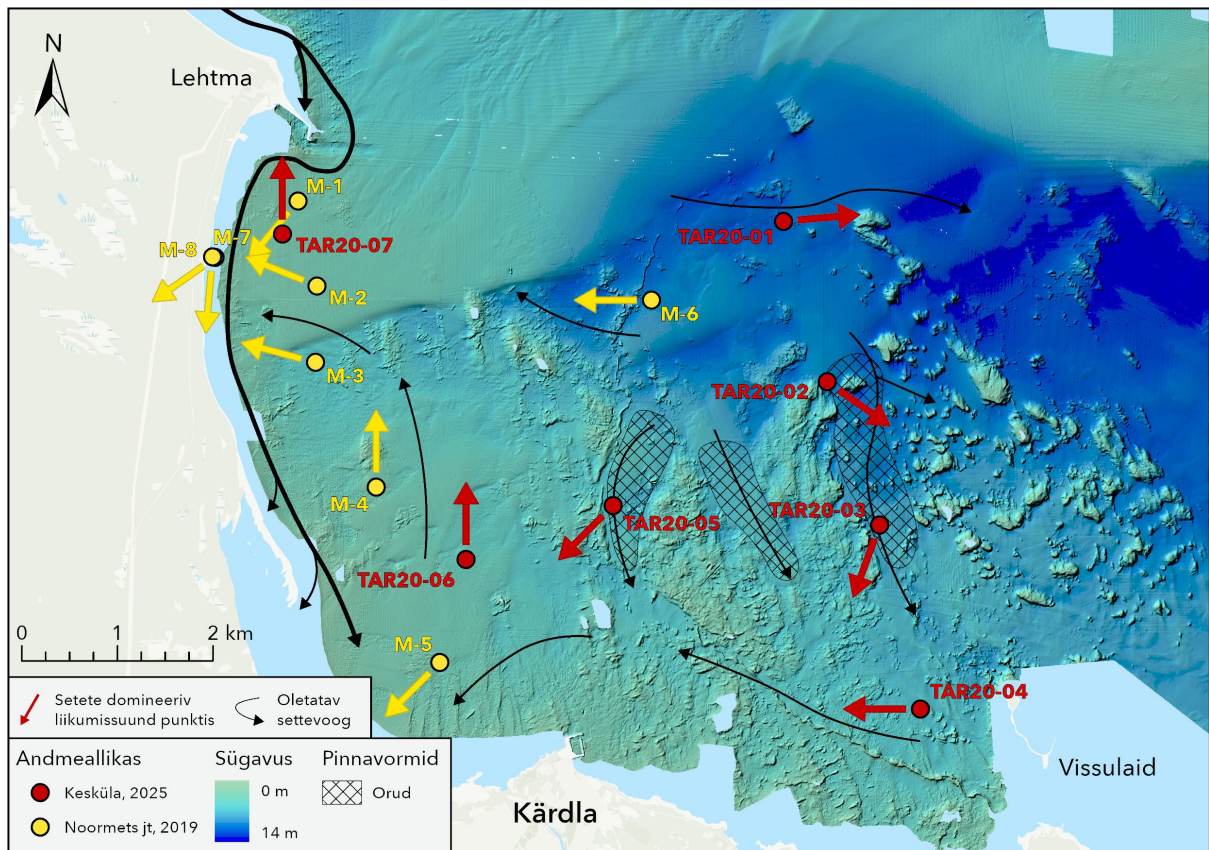 N
Lehtma
M-1
M-8
M-7
TAR20-07
TAR20-01
M-2
M-6
M-3
TAR20-02
M-4
TAR20-05
TAR20-03
TAR20-06
0 1 2 km
M-5
TAR20-04
Setete domineeriv
liikumissuund punktis
Oletatav
settevoog
Vissulaid
Kärdla
Andmeallikas
Kesküla, 2025
Noormets jt, 2019
Sügavus
0 m
14 m
Pinnavormid
Orud